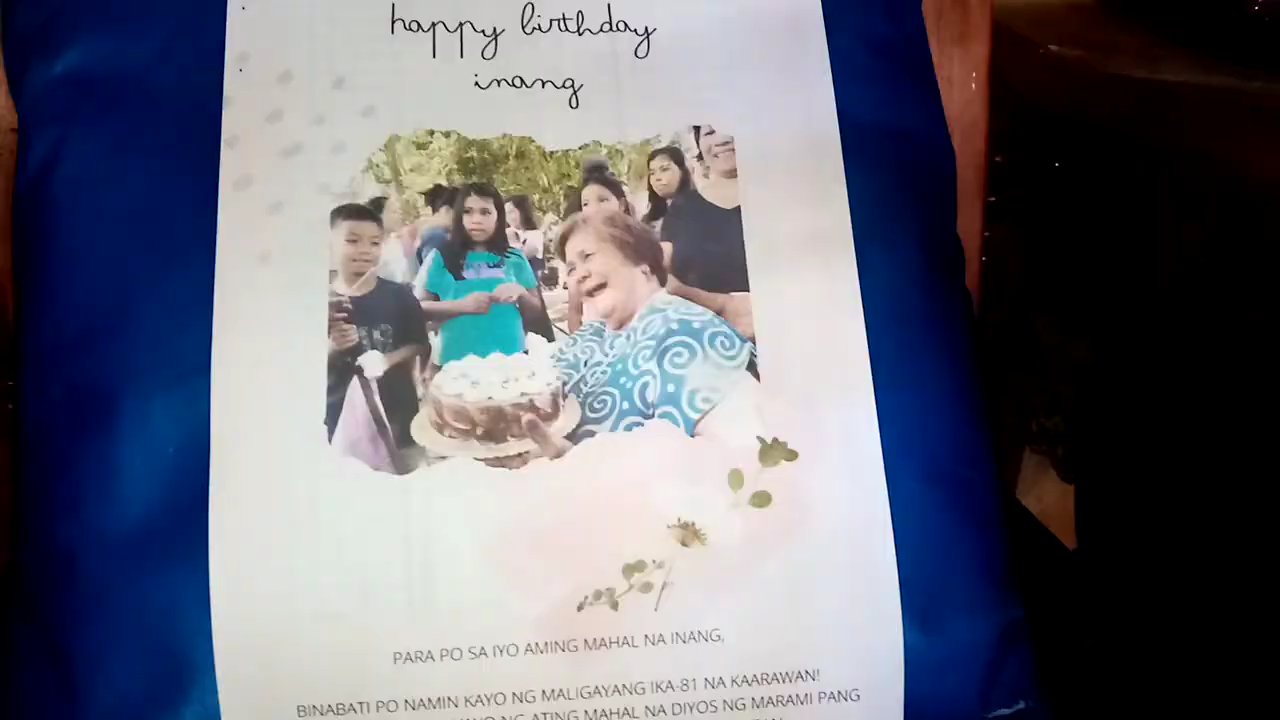 happy birthday
inang
PARA PO SA IYO AMING MAHAL NA INANG,
BINABATI PO NAMIN KAYO NG MALIGAYANG IKA-81 NA KAARAWAN!
NG ATING MAHAL NA DIYOS NG MARAMI PANG